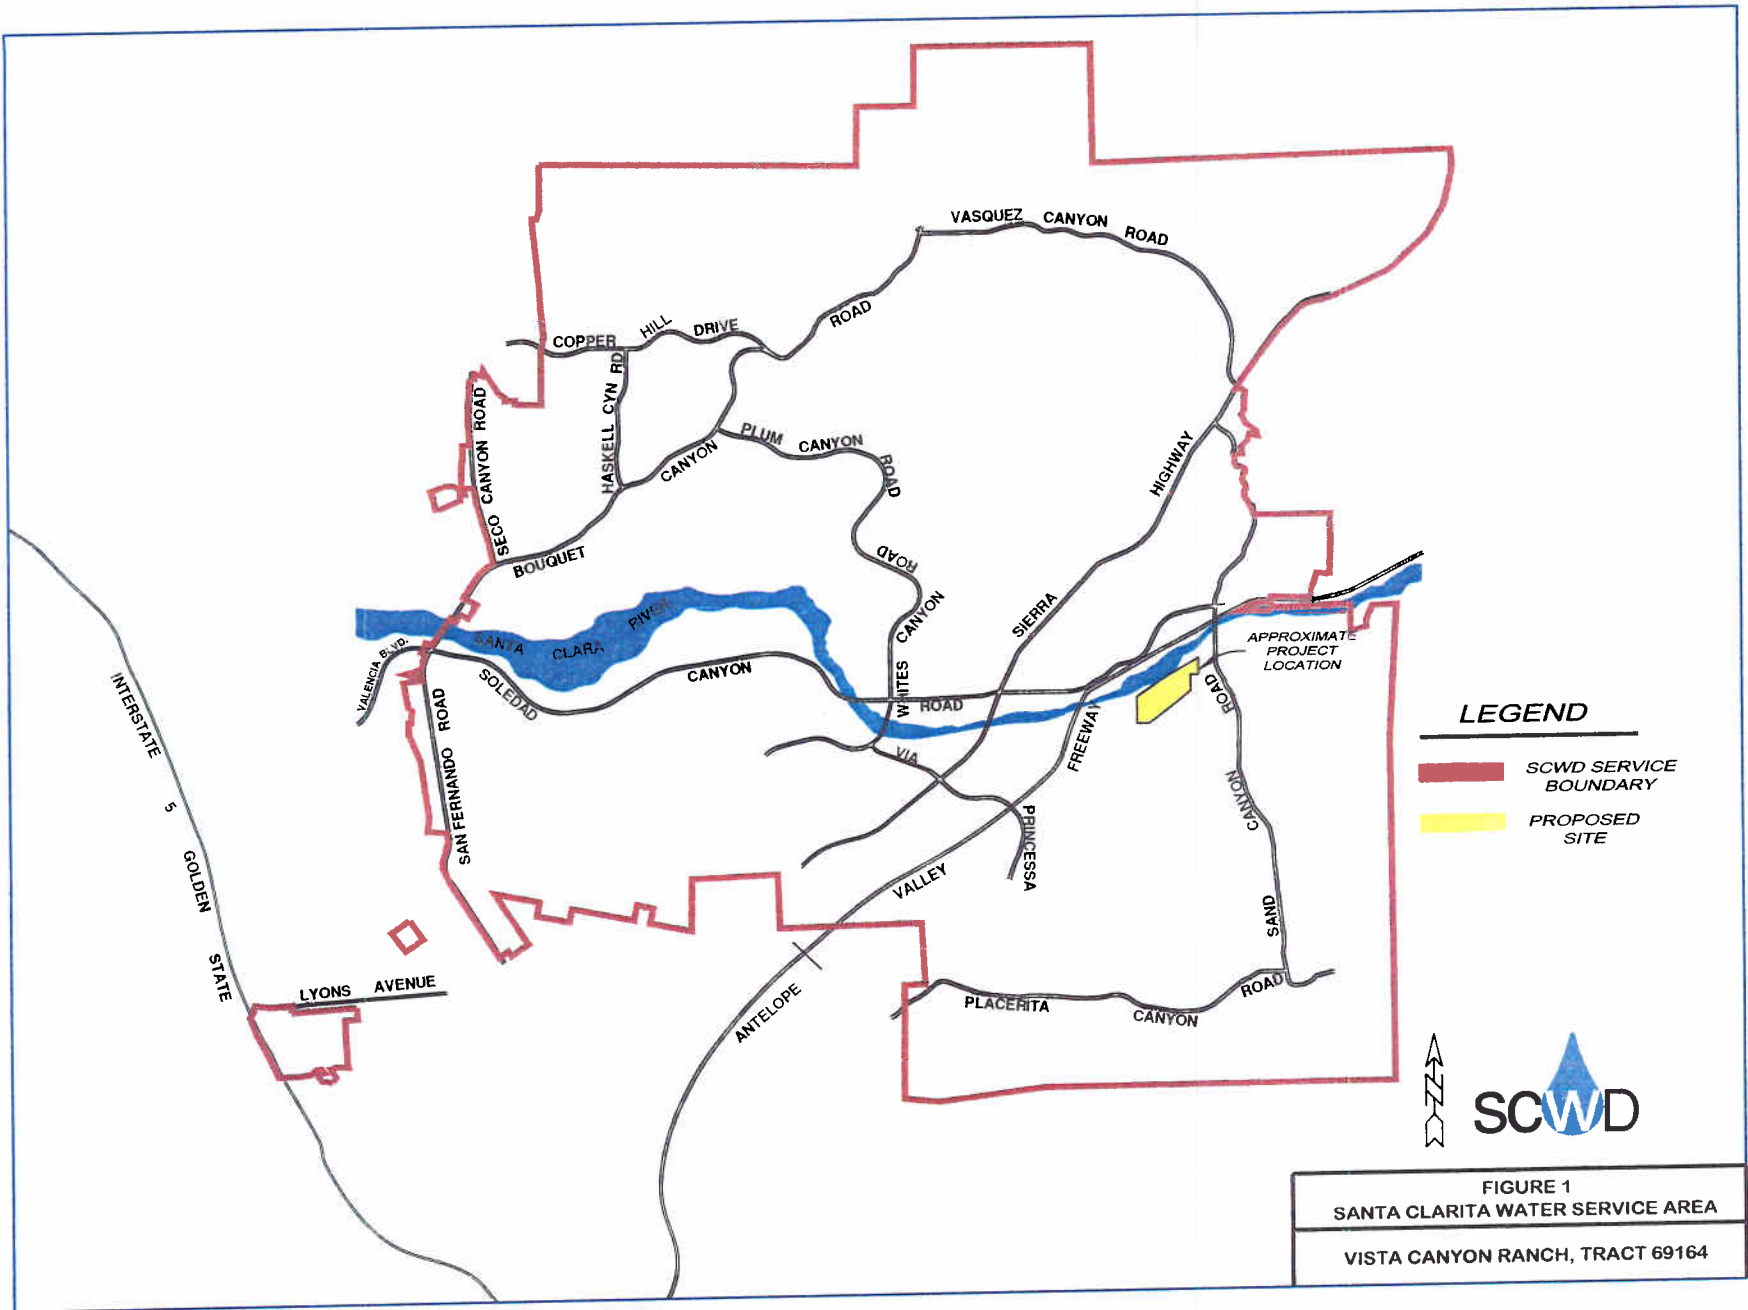 VASQUEZ CANYON ROAD
COPPER HILL DRIVE
ROAD
HASKELL CYN RD
SECO CANYON ROAD
CANYON
BOUQUET
PLUM CANYON ROAD
ROAD
CANYON
WHITES
HIGHWAY
SIERRA
SANTA CLARA RIVER
VALENCIA BLVD.
SOLEDAD
CANYON
ROAD
SAN FERNANDO ROAD
VIA
PRINCESSA
FREEWAY
VALLEY
ANTELOPE
APPROXIMATE
PROJECT
LOCATION
ROAD
CANYON
SAND
PLACERITA
CANYON
ROAD
INTERSTATE
5
GOLDEN
STATE
LYONS AVENUE
LEGEND
SCWD SERVICE
BOUNDARY
PROPOSED
SITE
N
SCWD
FIGURE 1
SANTA CLARITA WATER SERVICE AREA
VISTA CANYON RANCH, TRACT 69164